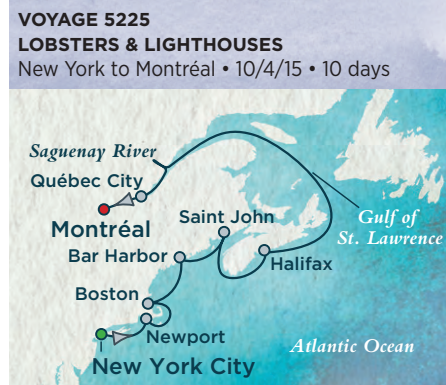 VOYAGE 5225
LOBSTERS & LIGHTHOUSES
New York to Montréal • 10/4/15 • 10 days
Saguenay River
Québec City
Montréal
Saint John
Gulf of
St. Lawrence
Bar Harbor
Halifax
Boston
Newport
Atlantic Ocean
New York City